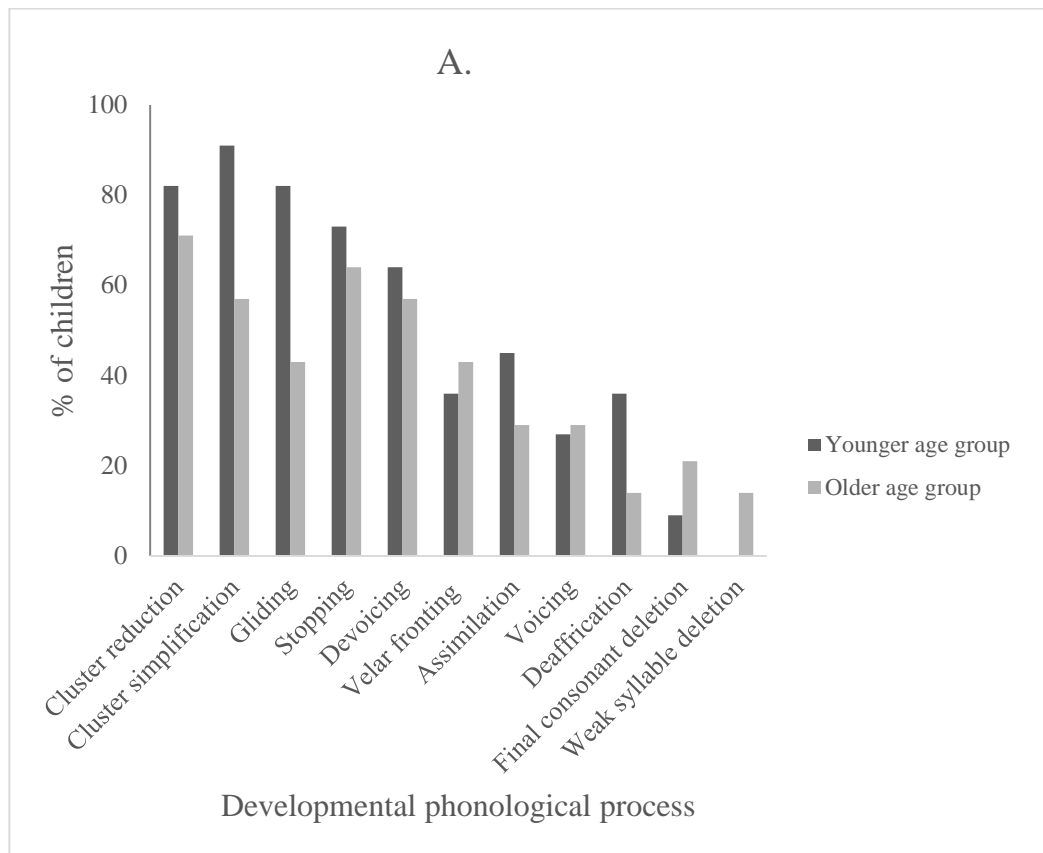 A.
100
80
60
40
20
0
% of children
Cluster reduction
Cluster simplification
Gliding
Stopping
Devoicing
Velar fronting
Assimilation
Voicing
Deaffrication
Final consonant deletion
Weak syllable deletion
Developmental phonological process
Younger age group
Older age group